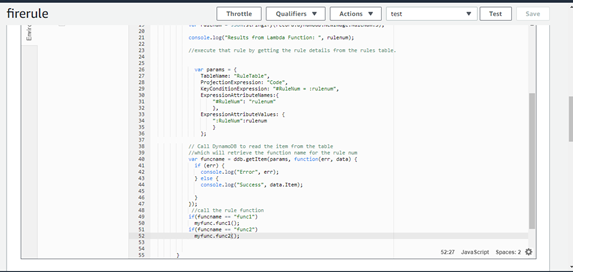 firerule
Throttle Qualifiers ▼ Actions ▼ test ▼ Test Save
20
21 console.log("Results from Lambda Function: ", rulenum);
22
23 //execute that rule by getting the rule details from the rules table.
24
25
26 var params = {
27 TableName: "RuleTable",
28 ProjectionExpression: "Code",
29 KeyConditionExpression: "#RuleNum = :rulenum",
30 ExpressionAttributeNames:{
31 "#RuleNum": "rulenum"
32 },
33 ExpressionAttributeValues: {
34 ":RuleNum":rulenum
35 }
36 };
37
38 // Call DynamoDB to read the item from the table
39 //which will retrieve the function name for the rule num
40 var funcname = ddb.getItem(params, function(err, data) {
41 if (err) {
42 console.log("Error", err);
43 } else {
44 console.log("Success", data.Item);
45
46 }
47 });
48 //call the rule function
49 if(funcname == "func1")
50 myfunc.func1();
51 if(funcname == "func2")
52 myfunc.func2();
53
54
55 }
52:27 JavaScript Spaces: 2